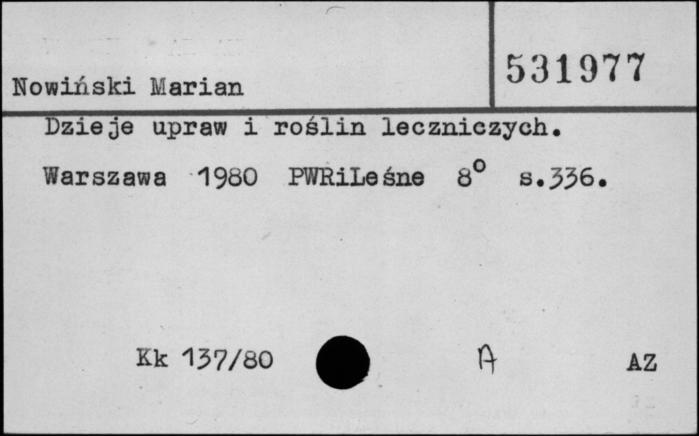 531977
Nowiński Marian
Dzieje upraw i roślin leczniczych.
Warszawa 1980 PWRiLeśne 8° s.336.
Kk 137/80 A AZ